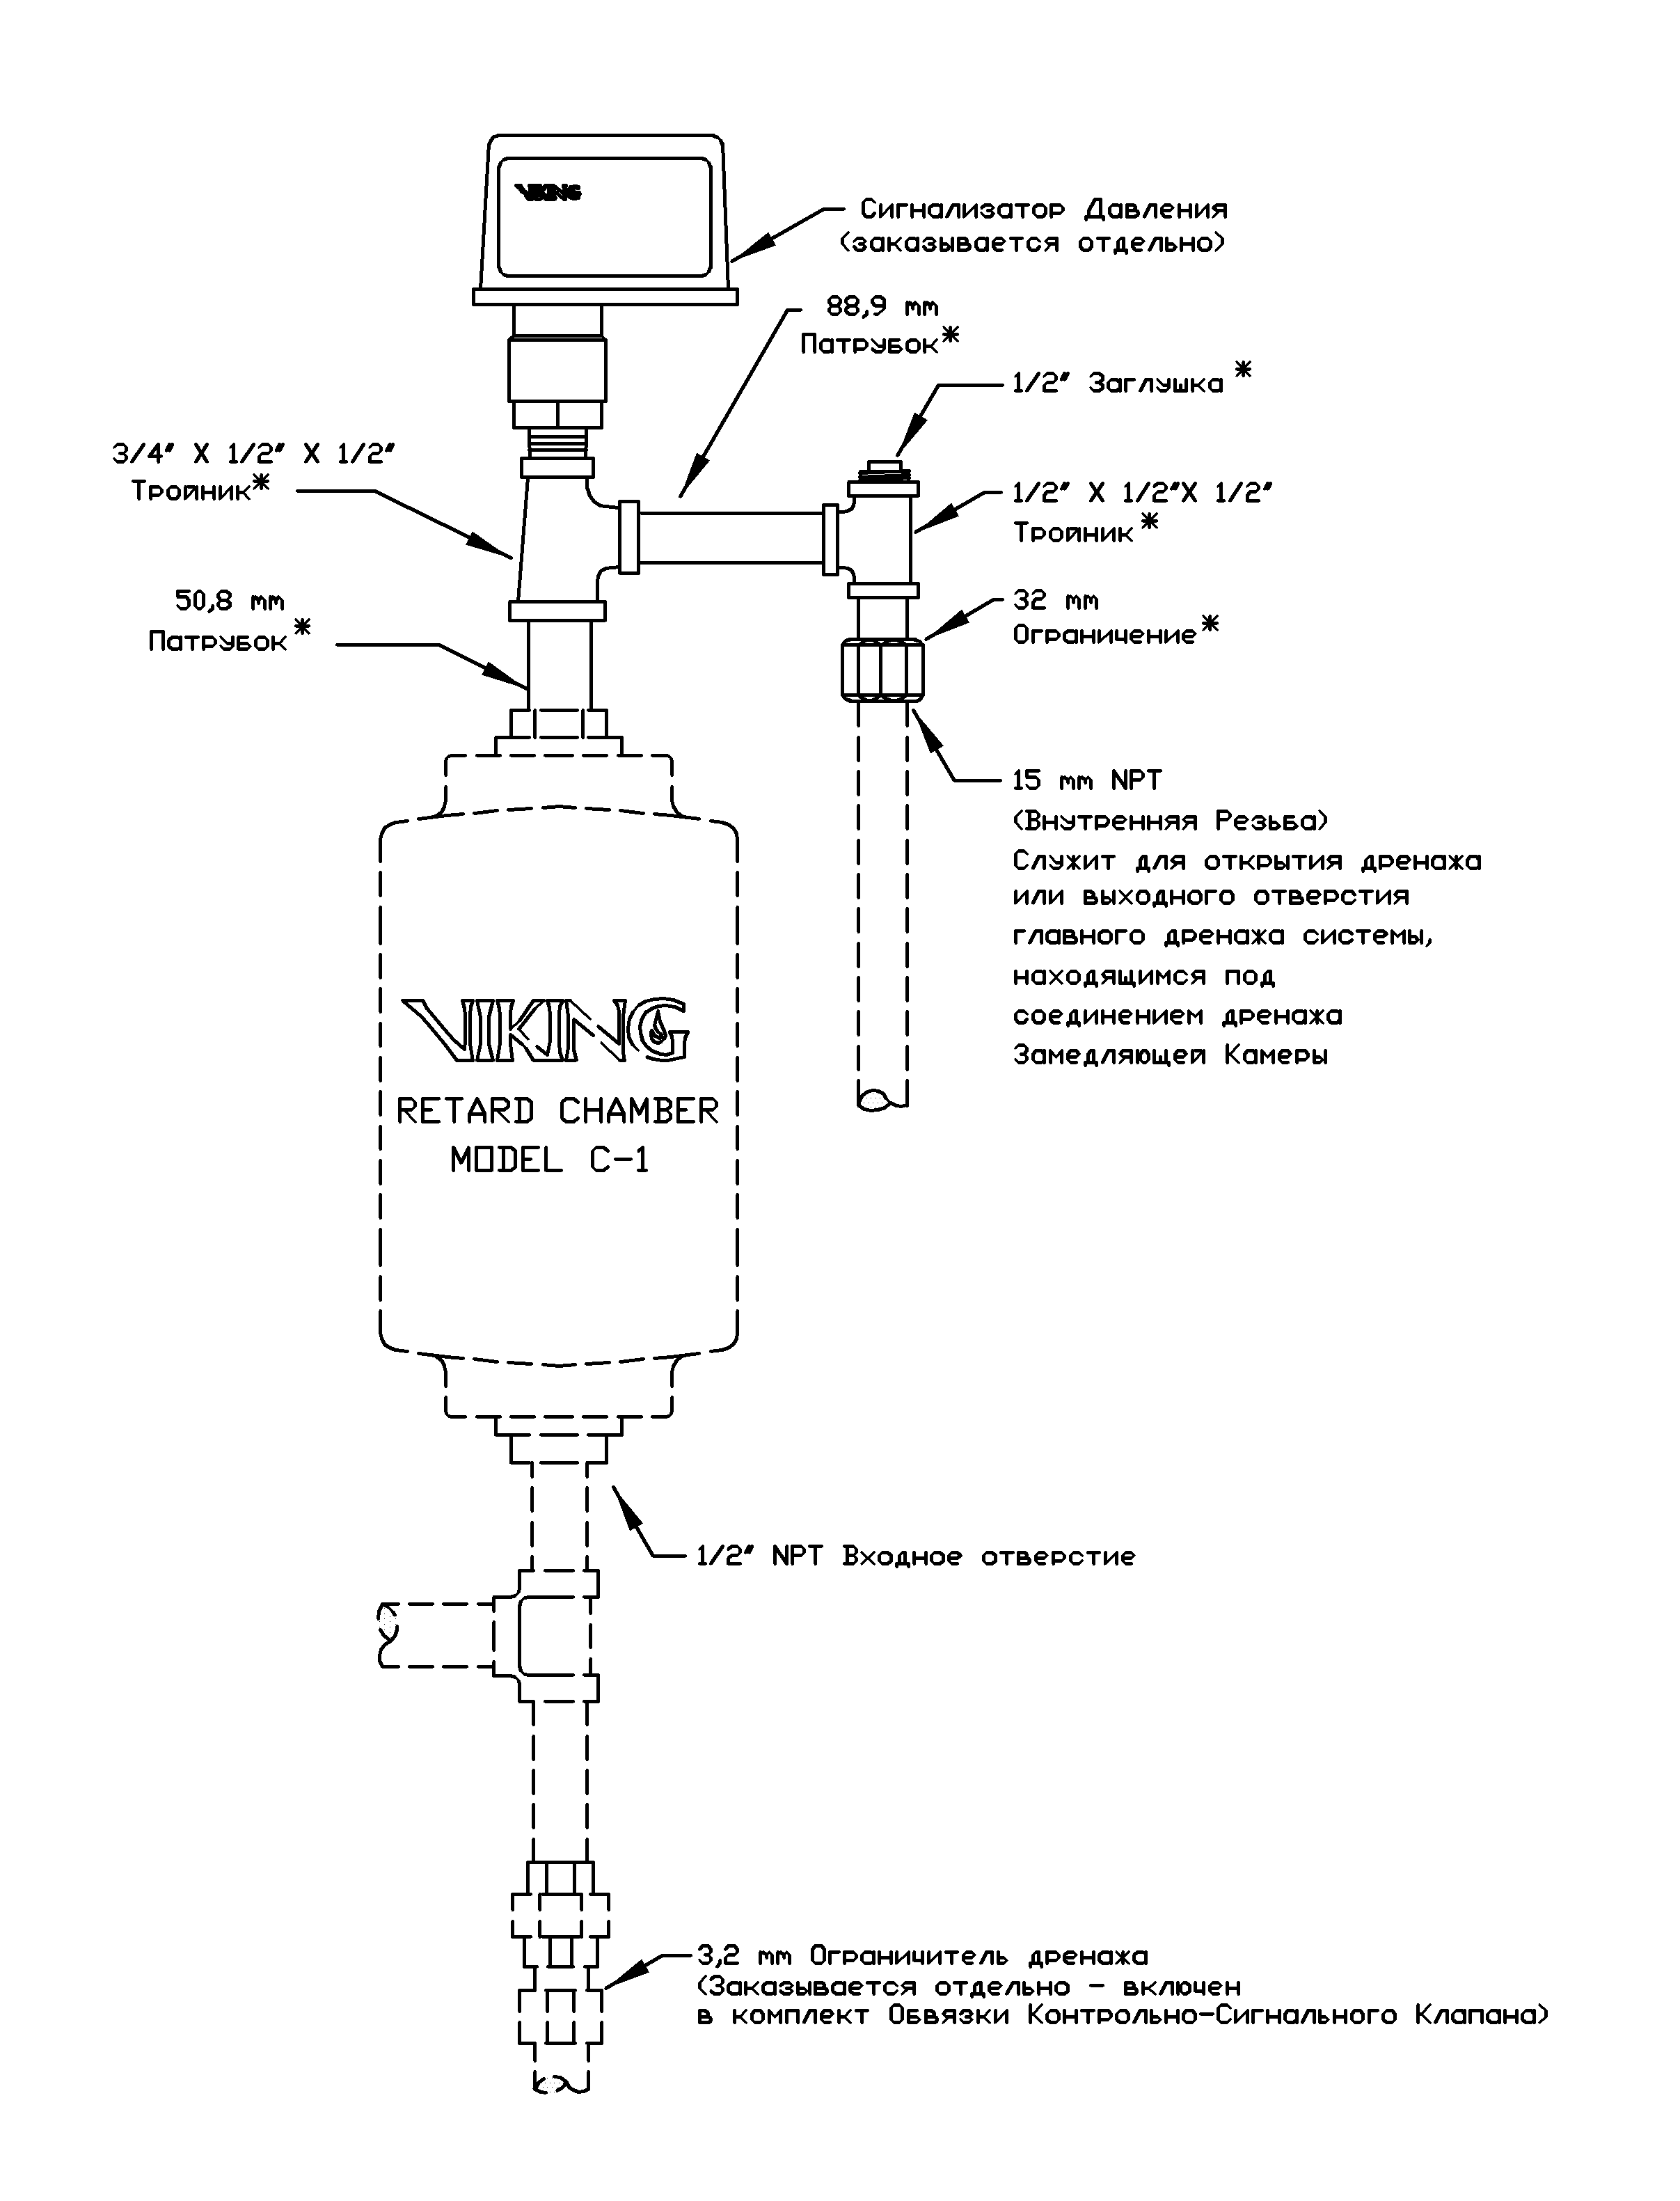 VIKING
Сигнализатор Давления
(заказывается отдельно)
88,9 mm
Патрубок*
1/2" Заглушка*
3/4" X 1/2" X 1/2"
Тройник*
1/2" X 1/2"X 1/2"
Тройник*
50,8 mm
Патрубок*
32 mm
Ограничение*
15 mm NPT
(Внутренняя Резьба)
Служит для открытия дренажа
или выходного отверстия
главного дренажа системы,
находящимся под
соединением дренажа
Замедляющей Камеры
VIKING
RETARD CHAMBER
MODEL C-1
1/2" NPT Входное отверстие
3,2 mm Ограничитель дренажа
(Заказывается отдельно - включен
в комплект Обвязки Контрольно-Сигнального Клапана)